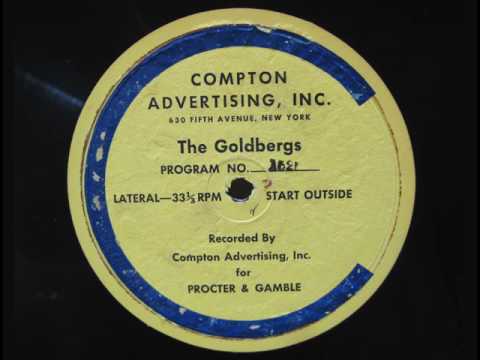 COMPTON
ADVERTISING, INC.
630 FIFTH AVENUE, NEW YORK
The Goldbergs
PROGRAM NO.
LATERAL—33⅓ RPM START OUTSIDE
Recorded By
Compton Advertising, Inc.
for
PROCTER & GAMBLE